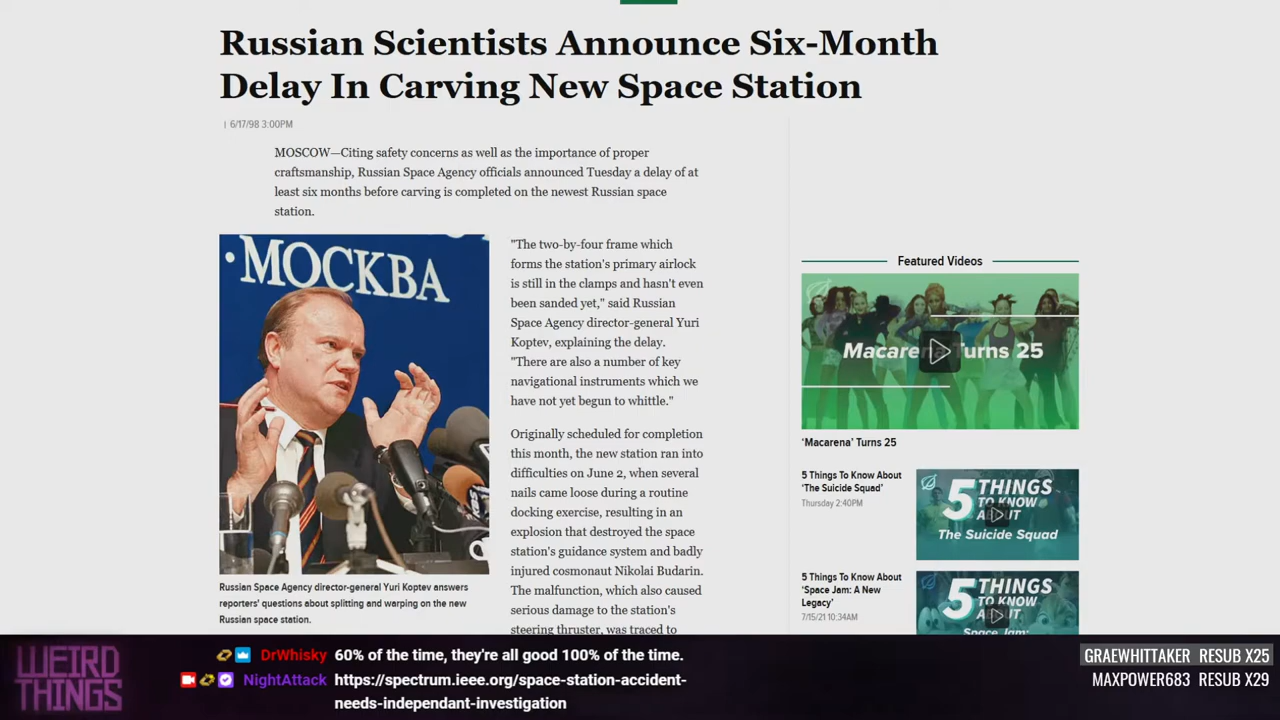 Russian Scientists Announce Six-Month
Delay In Carving New Space Station
6/17/98 3:00PM
MOSCOW—Citing safety concerns as well as the importance of proper
craftsmanship, Russian Space Agency officials announced Tuesday a delay of at
least six months before carving is completed on the newest Russian space
station.
МОСКВА
Russian Space Agency director-general Yuri Koptev answers
reporters' questions about splitting and warping on the new
Russian space station.
"The two-by-four frame which
forms the station's primary airlock
is still in the clamps and hasn't even
been sanded yet," said Russian
Space Agency director-general Yuri
Koptev, explaining the delay.
"There are also a number of key
navigational instruments which we
have not yet begun to whittle."
Originally scheduled for completion
this month, the new station ran into
difficulties on June 2, when several
nails came loose during a routine
docking exercise, resulting in an
explosion that destroyed the space
station's guidance system and badly
injured cosmonaut Nikolai Budarin.
The malfunction, which also caused
serious damage to the station's
steering thruster, was traced to
Featured Videos
Macarena Turns 25
'Macarena' Turns 25
5 Things To Know About
'The Suicide Squad'
Thursday 2:40PM
5 THINGS
TO KNOW
ABOUT
The Suicide Squad
5 Things To Know About
'Space Jam: A New
Legacy'
7/15/21 10:34AM
5 THINGS
TO KNOW
ABOUT
Space Jam:
WEIRD
THINGS
DrWhisky 60% of the time, they're all good 100% of the time.
NightAttack https://spectrum.ieee.org/space-station-accident-
needs-independant-investigation
GRAEWHITTAKER RESUB X25
MAXPOWER683 RESUB X29